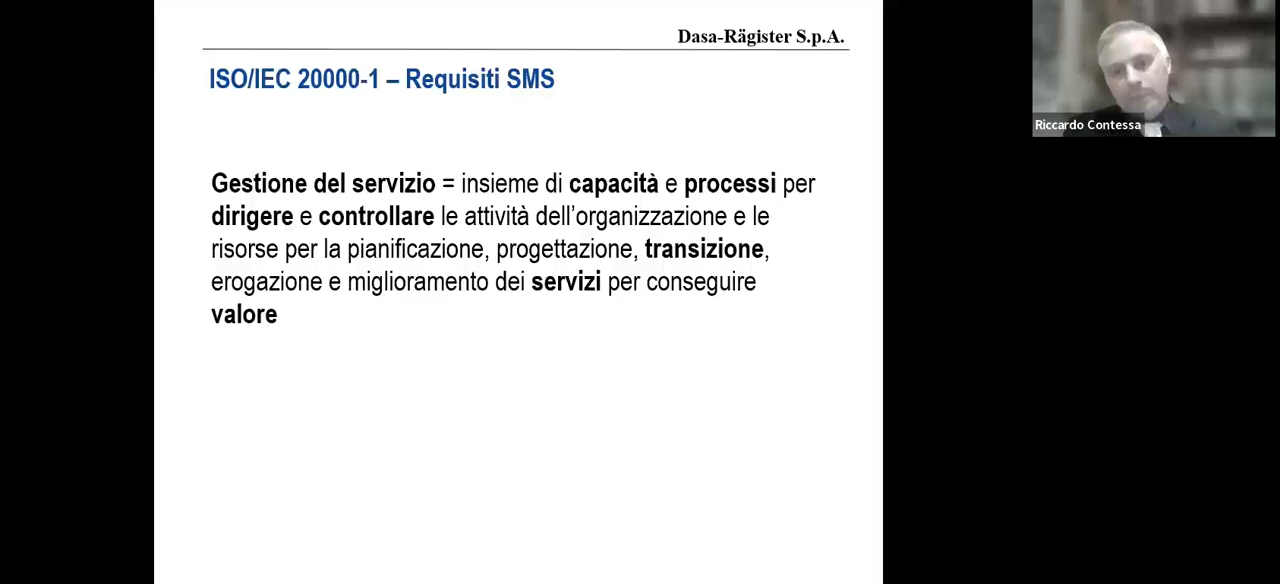 Dasa-Rägister S.p.A.
ISO/IEC 20000-1 – Requisiti SMS
Gestione del servizio = insieme di capacità e processi per
dirigere e controllare le attività dell’organizzazione e le
risorse per la pianificazione, progettazione, transizione,
erogazione e miglioramento dei servizi per conseguire
valore
Riccardo Contessa